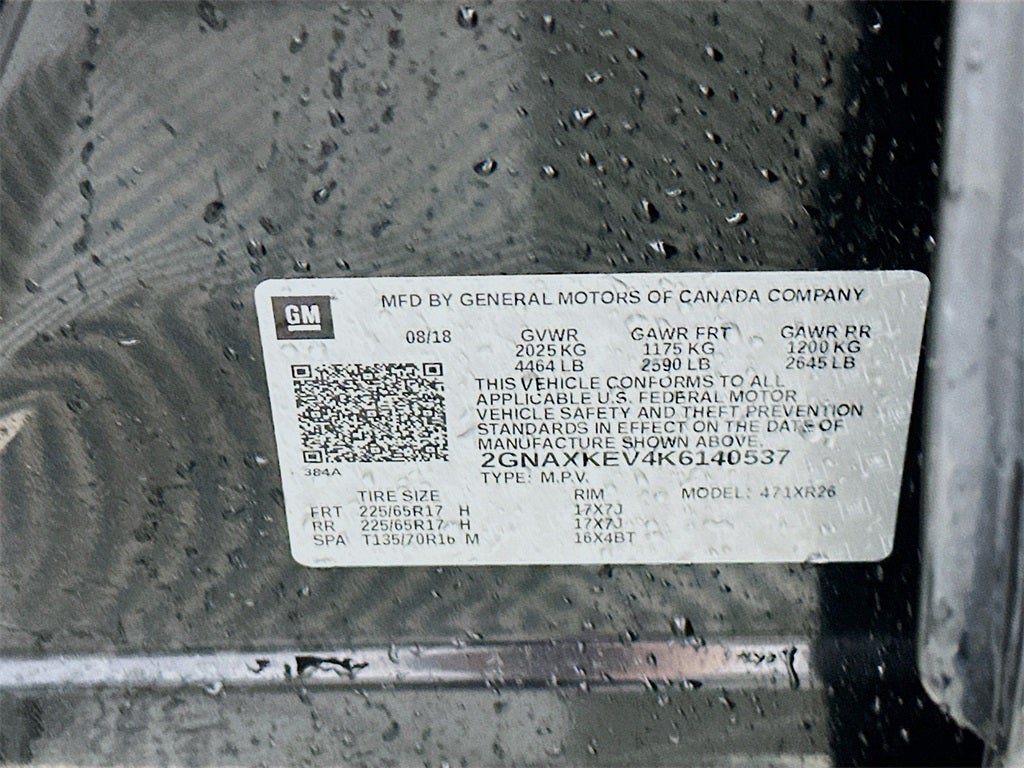 GM
MFD BY GENERAL MOTORS OF CANADA COMPANY
08/18 GVWR GAWR FRT GAWR RR
2025 KG 1175 KG 1200 KG
4464 LB 2590 LB 2645 LB
THIS VEHICLE CONFORMS TO ALL
APPLICABLE U.S. FEDERAL MOTOR
VEHICLE SAFETY AND THEFT PREVENTION
STANDARDS IN EFFECT ON THE DATE OF
MANUFACTURE SHOWN ABOVE.
2GNAXKEV4K6140537
384A
TYPE: M.P.V.
TIRE SIZE RIM MODEL: 471XR26
FRT 225/65R17 H 17X7J
RR 225/65R17 H 17X7J
SPA T135/70R16 M 16X4BT